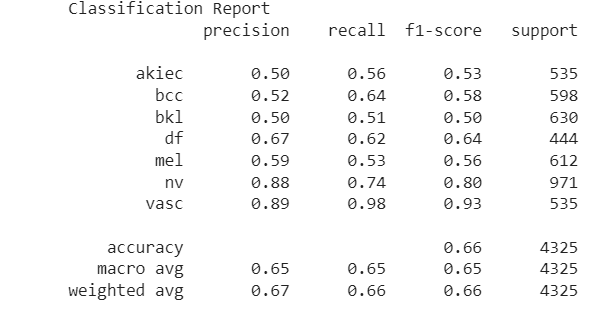 Classification Report
precision recall f1-score support
akiec 0.50 0.56 0.53 535
bcc 0.52 0.64 0.58 598
bkl 0.50 0.51 0.50 630
df 0.67 0.62 0.64 444
mel 0.59 0.53 0.56 612
nv 0.88 0.74 0.80 971
vasc 0.89 0.98 0.93 535
accuracy 0.66 4325
macro avg 0.65 0.65 0.65 4325
weighted avg 0.67 0.66 0.66 4325